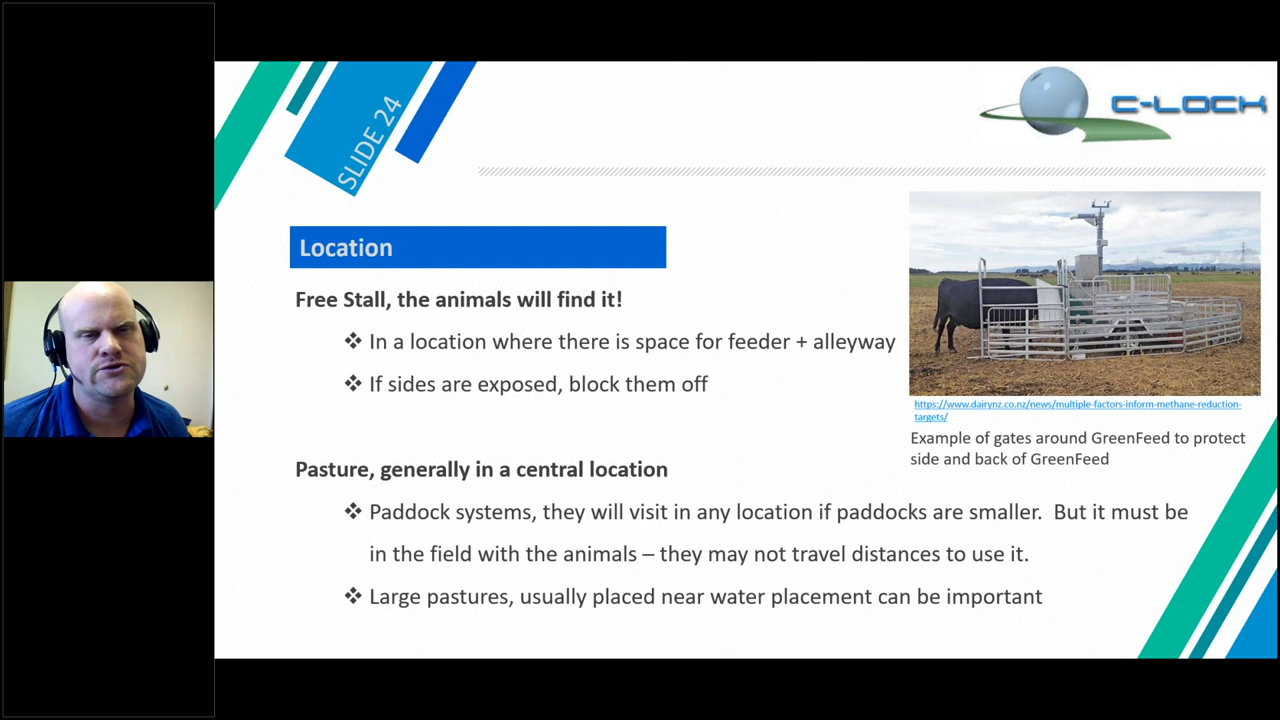 SLIDE 24
C-LOCK
Location
Free Stall, the animals will find it!
❖ In a location where there is space for feeder + alleyway
❖ If sides are exposed, block them off
https://www.dairynz.co.nz/news/multiple-factors-inform-methane-reduction-
targets/
Example of gates around GreenFeed to protect
side and back of GreenFeed
Pasture, generally in a central location
❖ Paddock systems, they will visit in any location if paddocks are smaller.  But it must be
in the field with the animals – they may not travel distances to use it.
❖ Large pastures, usually placed near water placement can be important